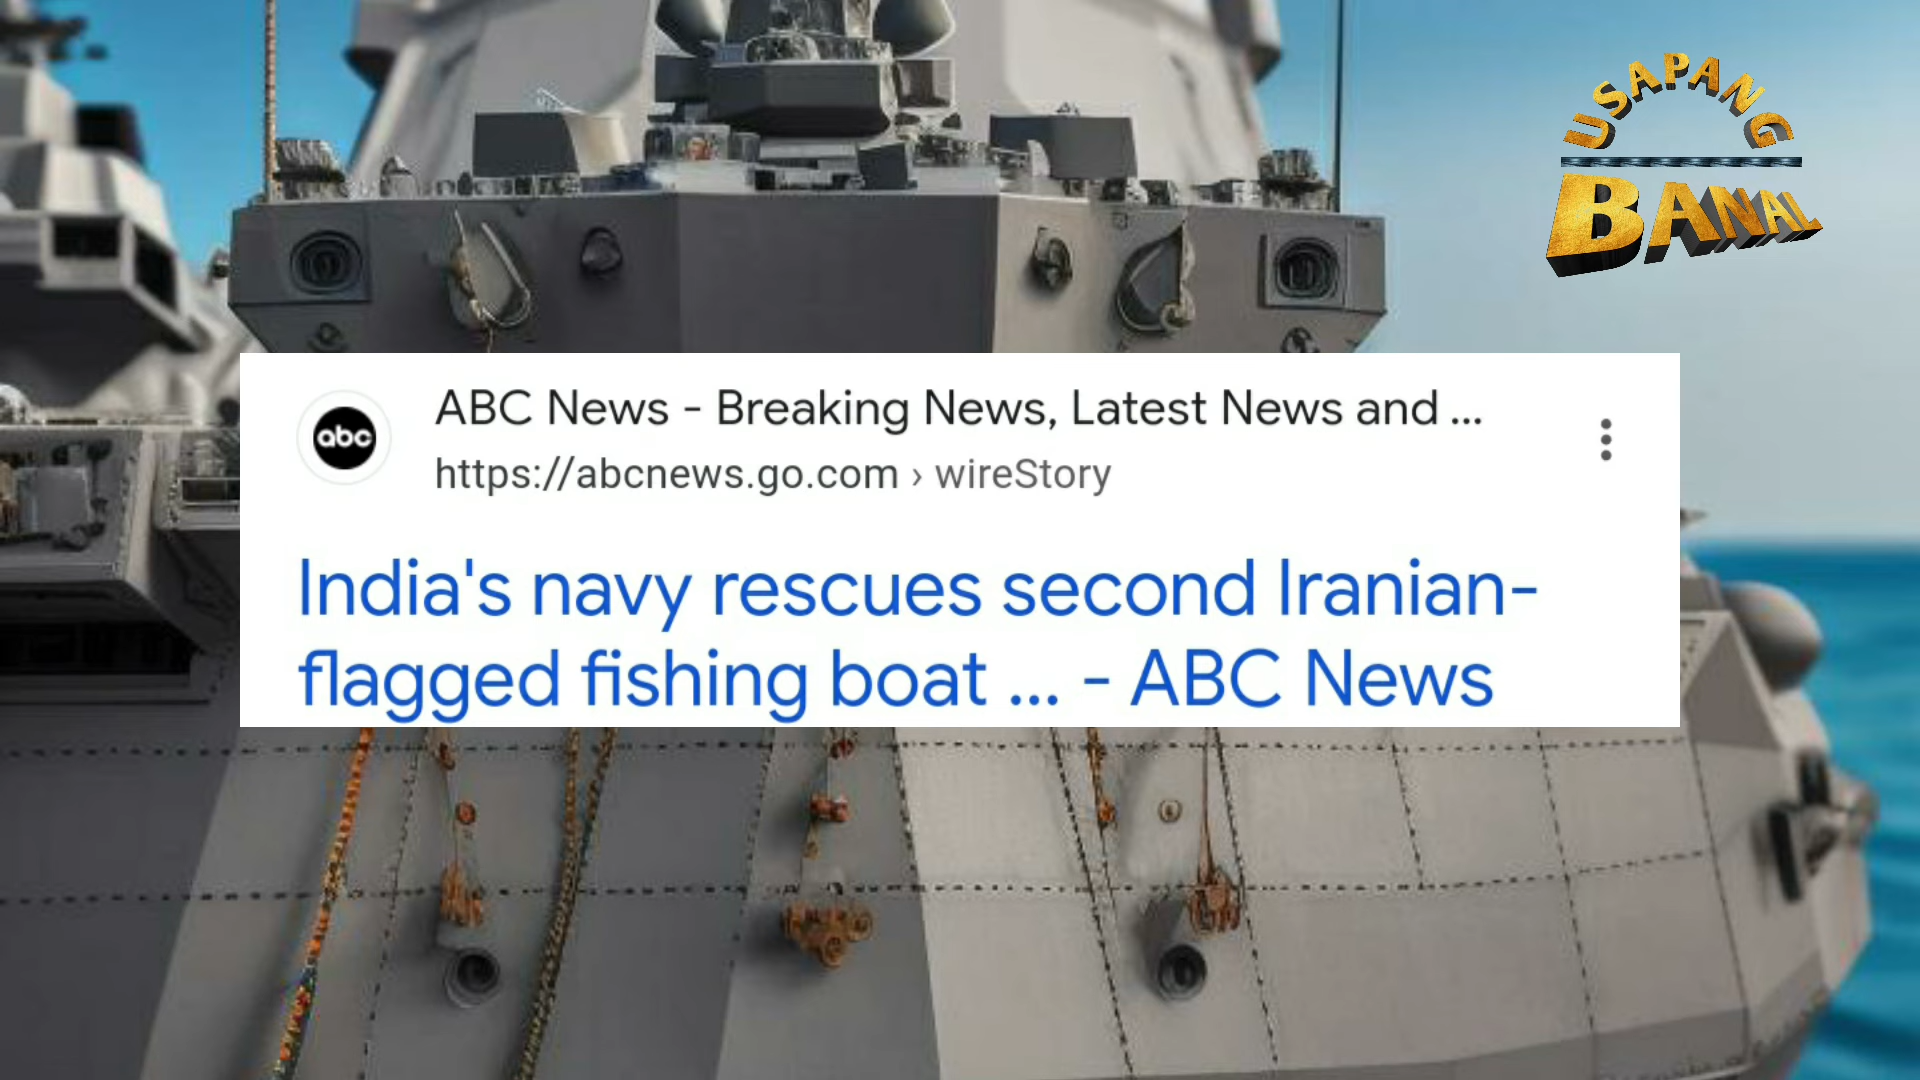 USAPANG
BANAL
abc
ABC News - Breaking News, Latest News and ...
https://abcnews.go.com › wireStory
India's navy rescues second Iranian-
flagged fishing boat ... - ABC News